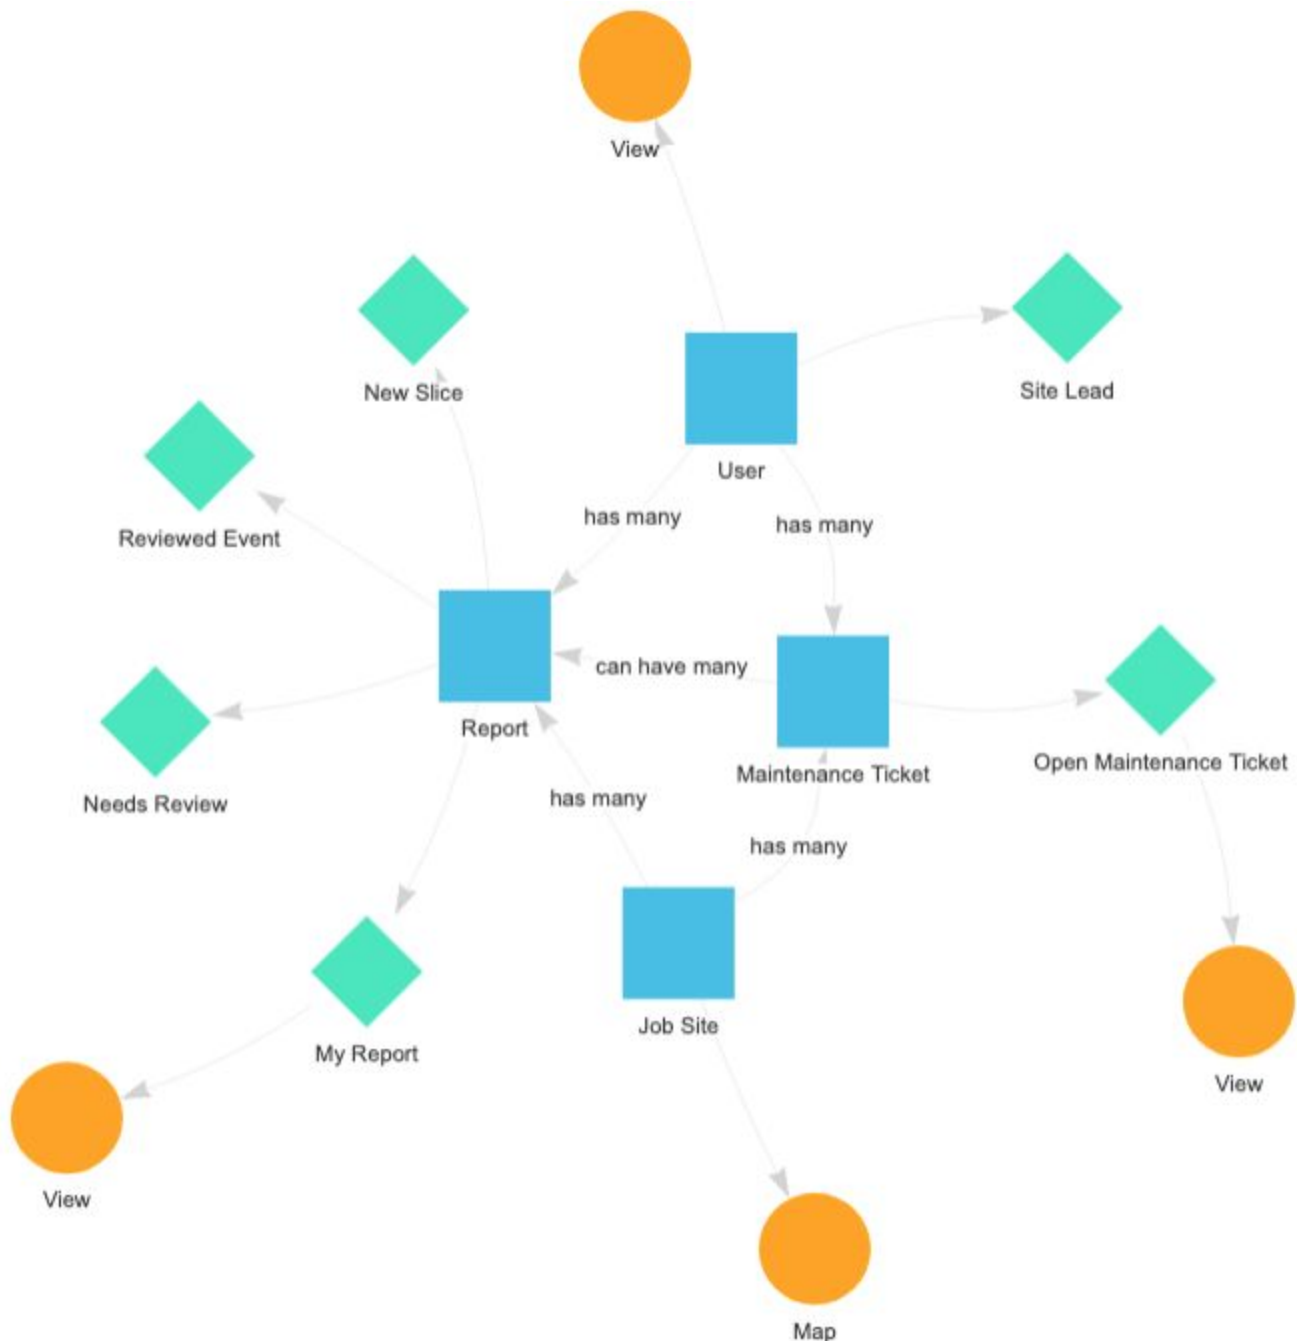 View
New Slice
Site Lead
User
Reviewed Event
has many
has many
can have many
Report
Maintenance Ticket
Open Maintenance Ticket
Needs Review
has many
has many
Job Site
My Report
View
View
Map